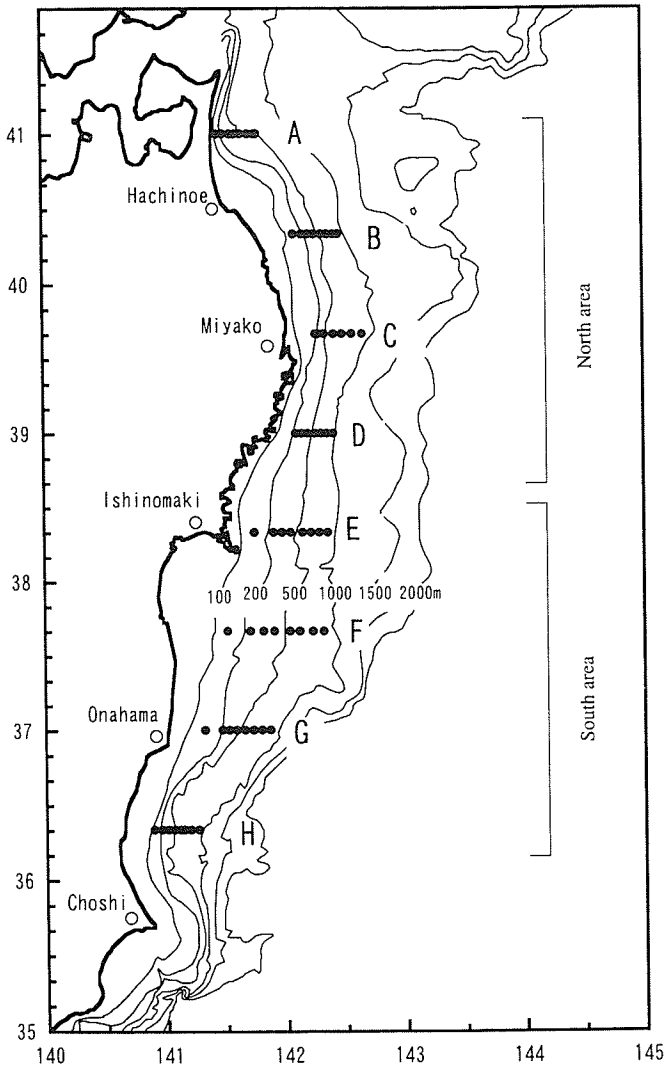 41
A
Hachinoe
B
40
Miyako
C
North area
39
D
Ishinomaki
E
38
100 200 500 1000 1500 2000m
F
Onahama
37
G
South area
H
36
Choshi
35
140 141 142 143 144 145